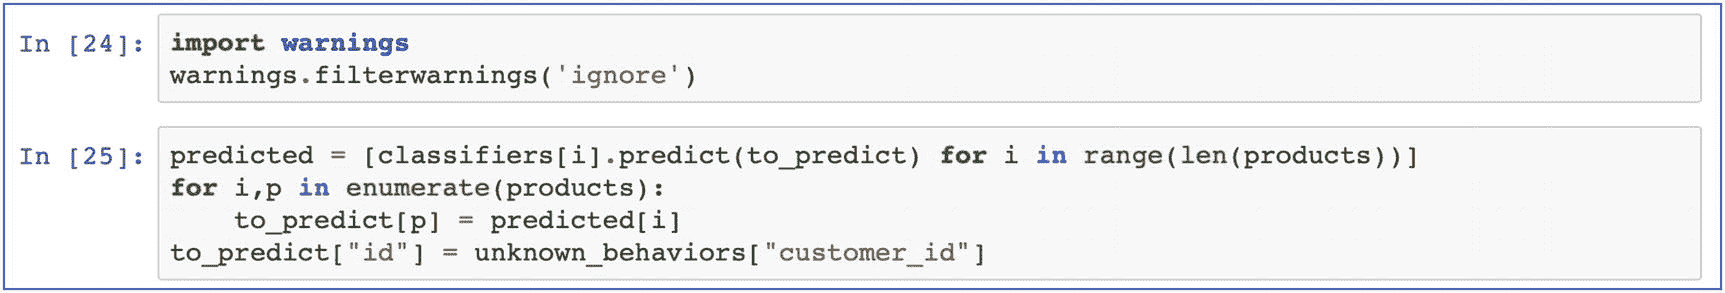 In [24]: import warnings
warnings.filterwarnings('ignore')
In [25]: predicted = [classifiers[i].predict(to_predict) for i in range(len(products))]
for i,p in enumerate(products):
    to_predict[p] = predicted[i]
to_predict["id"] = unknown_behaviors["customer_id"]